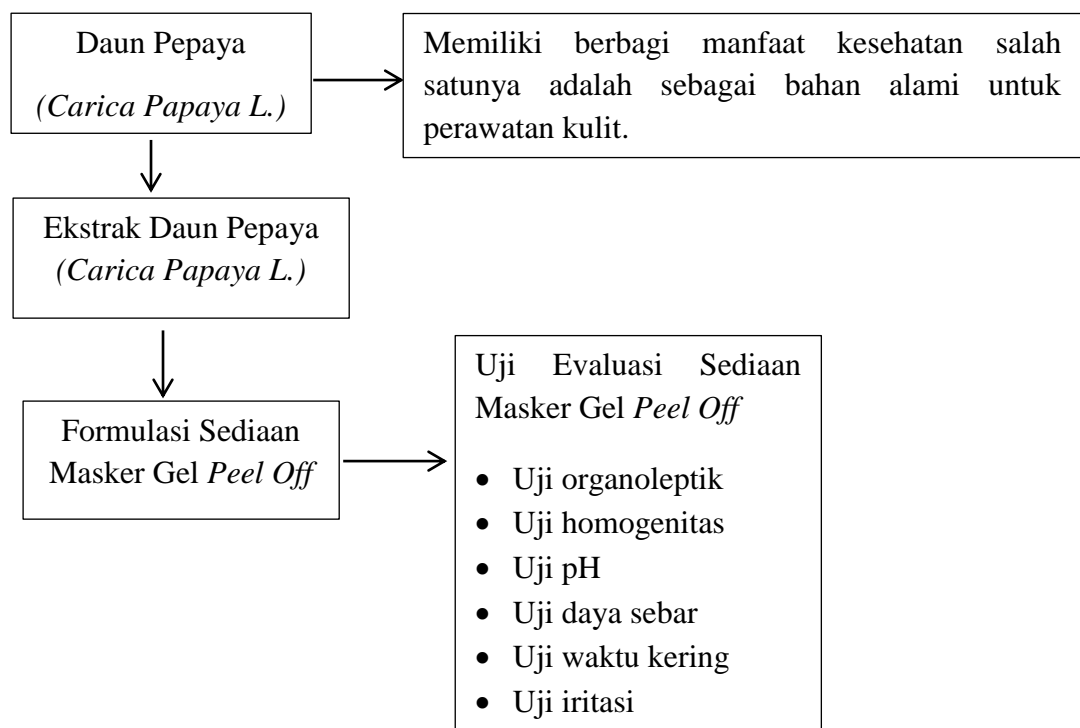 Daun Pepaya
(Carica Papaya L.)
Memiliki berbagi manfaat kesehatan salah
satunya adalah sebagai bahan alami untuk
perawatan kulit.
Ekstrak Daun Pepaya
(Carica Papaya L.)
Formulasi Sediaan
Masker Gel Peel Off
Uji Evaluasi Sediaan
Masker Gel Peel Off
• Uji organoleptik
• Uji homogenitas
• Uji pH
• Uji daya sebar
• Uji waktu kering
• Uji iritasi